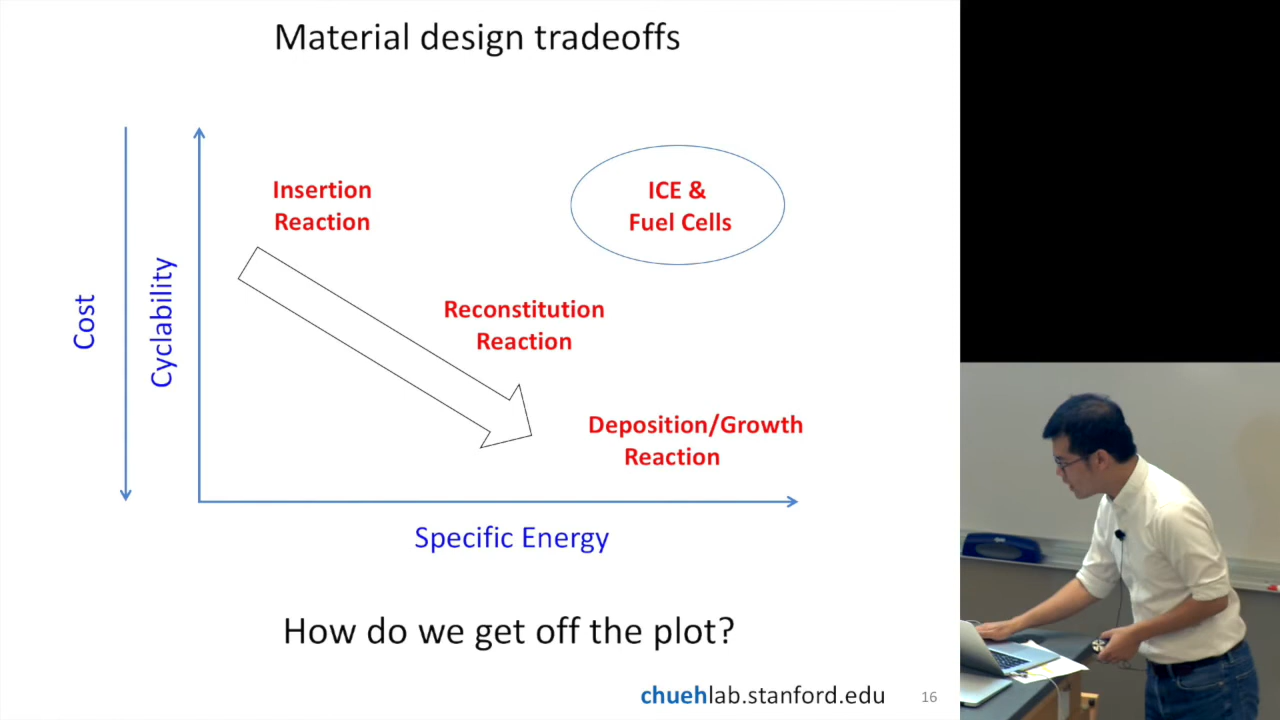 Material design tradeoffs
Insertion
Reaction
ICE &
Fuel Cells
Cost
Cyclability
Reconstitution
Reaction
Deposition/Growth
Reaction
Specific Energy
How do we get off the plot?
chuehlab.stanford.edu
16